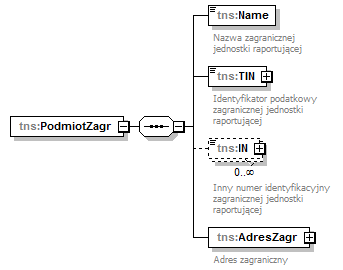 tns:Name
Nazwa zagranicznej
jednostki raportującej
tns:TIN
Identyfikator podatkowy
zagranicznej jednostki
raportującej
tns:PodmiotZagr
tns:IN
0..∞
Inny numer identyfikacyjny
zagranicznej jednostki
raportującej
tns:AdresZagr
Adres zagraniczny